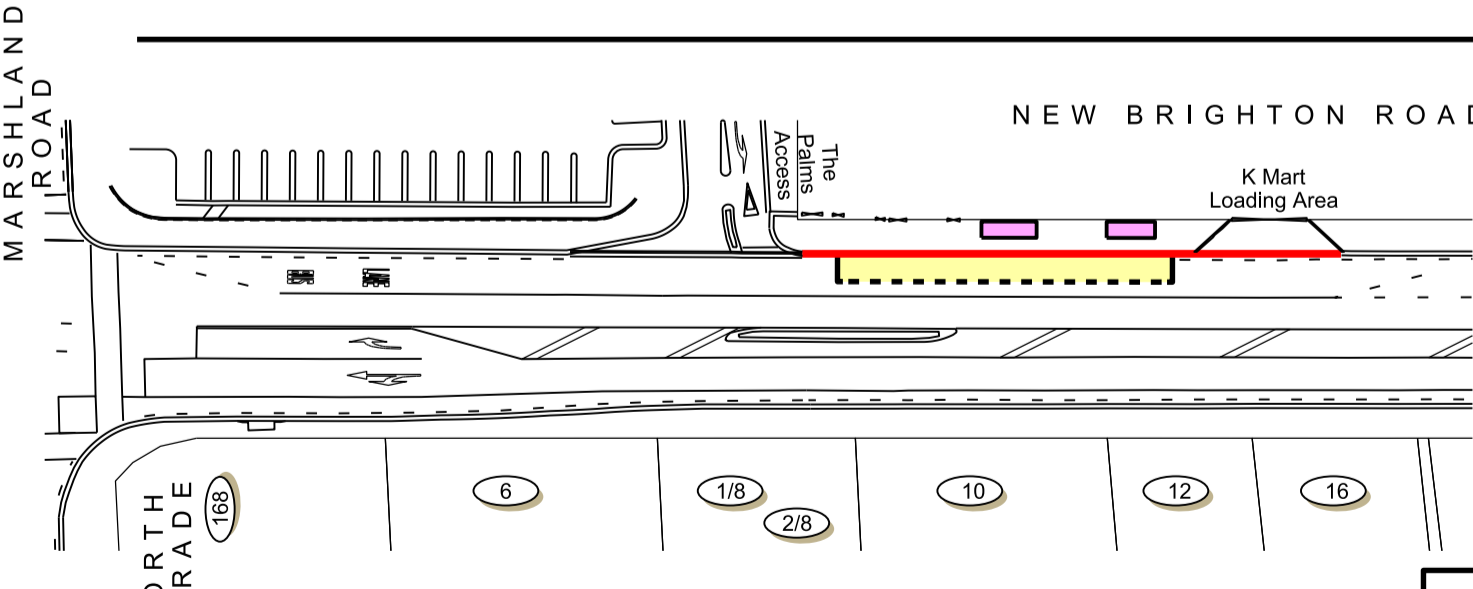 MARSHLAND
ROAD
NEW BRIGHTON ROAD
The
Palms
Access
K Mart
Loading Area
168
6
1/8
2/8
10
12
16
ORTH
RADE